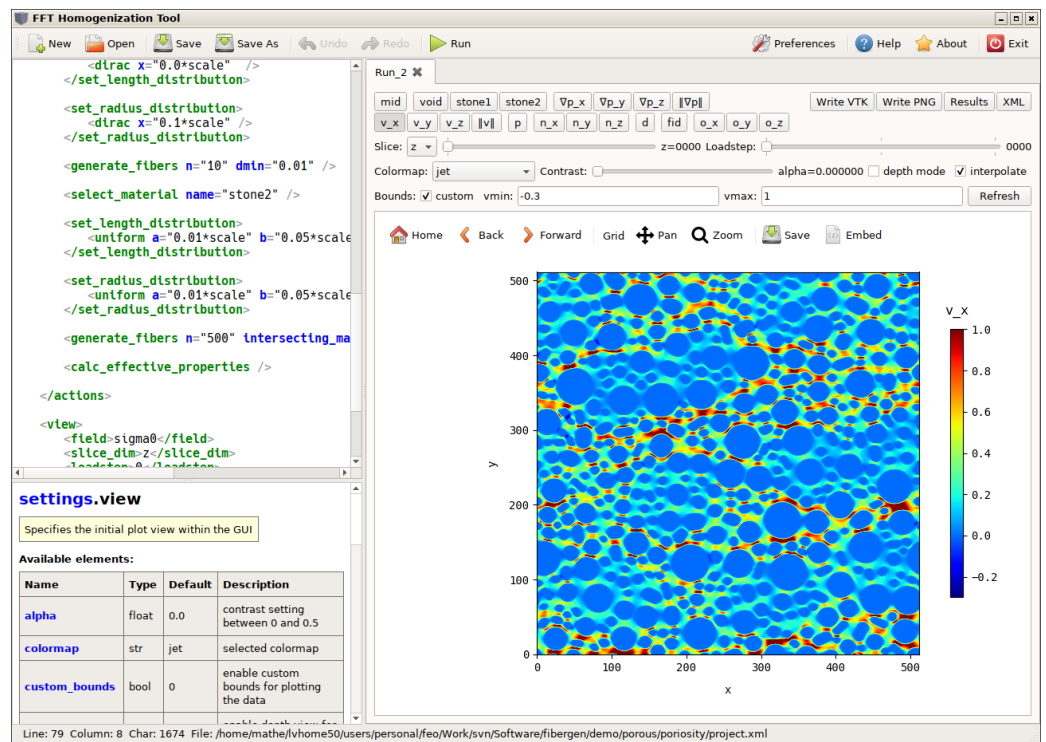 FFT Homogenization Tool
New Open Save Save As Undo Redo Run Preferences Help About Exit
<dirac x="0.0*scale" />
</set_length_distribution>
<set_radius_distribution>
<dirac x="0.1*scale" />
</set_radius_distribution>
<generate_fibers n="10" dmin="0.01" />
<select_material name="stone2" />
<set_length_distribution>
<uniform a="0.01*scale" b="0.05*scale
</set_length_distribution>
<set_radius_distribution>
<uniform a="0.01*scale" b="0.05*scale
</set_radius_distribution>
<generate_fibers n="500" intersecting_ma
<calc_effective_properties />
</actions>
<view>
<field>sigma0</field>
<slice_dim>z</slice_dim>
<loadstep>0</loadstep>
settings.view
Specifies the initial plot view within the GUI
Available elements:
Name Type Default Description
alpha float 0.0 contrast setting
between 0 and 0.5
colormap str jet selected colormap
custom_bounds bool 0 enable custom
bounds for plotting
the data
enable depth view for
Run_2
mid void stone1 stone2 ∇p_x ∇p_y ∇p_z ‖∇p‖ Write VTK Write PNG Results XML
v_x v_y v_z ‖v‖ p n_x n_y n_z d fid o_x o_y o_z
Slice: z z=0000 Loadstep: 0000
Colormap: jet Contrast: alpha=0.000000 depth mode interpolate
Bounds: custom vmin: -0.3 vmax: 1 Refresh
Home Back Forward Grid Pan Zoom Save Embed
500
400
300
200
100
0
y
0 100 200 300 400 500
x
v_x
1.0
0.8
0.6
0.4
0.2
0.0
−0.2
Line: 79 Column: 8 Char: 1674 File: /home/mathe/lvhome50/users/personal/feo/Work/svn/Software/fibergen/demo/porous/poriosity/project.xml